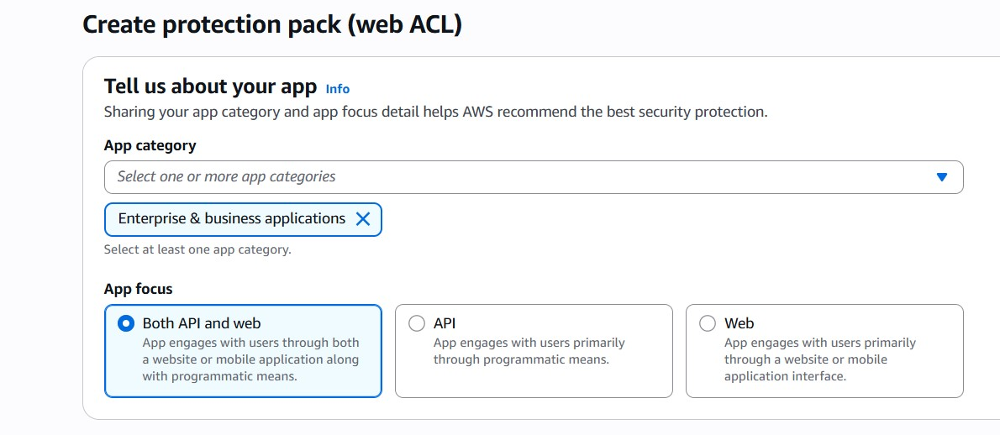 Create protection pack (web ACL)
Tell us about your app Info
Sharing your app category and app focus detail helps AWS recommend the best security protection.
App category
Select one or more app categories
Enterprise & business applications
Select at least one app category.
App focus
Both API and web
App engages with users through both
a website or mobile application along
with programmatic means.
API
App engages with users primarily
through programmatic means.
Web
App engages with users primarily
through a website or mobile
application interface.